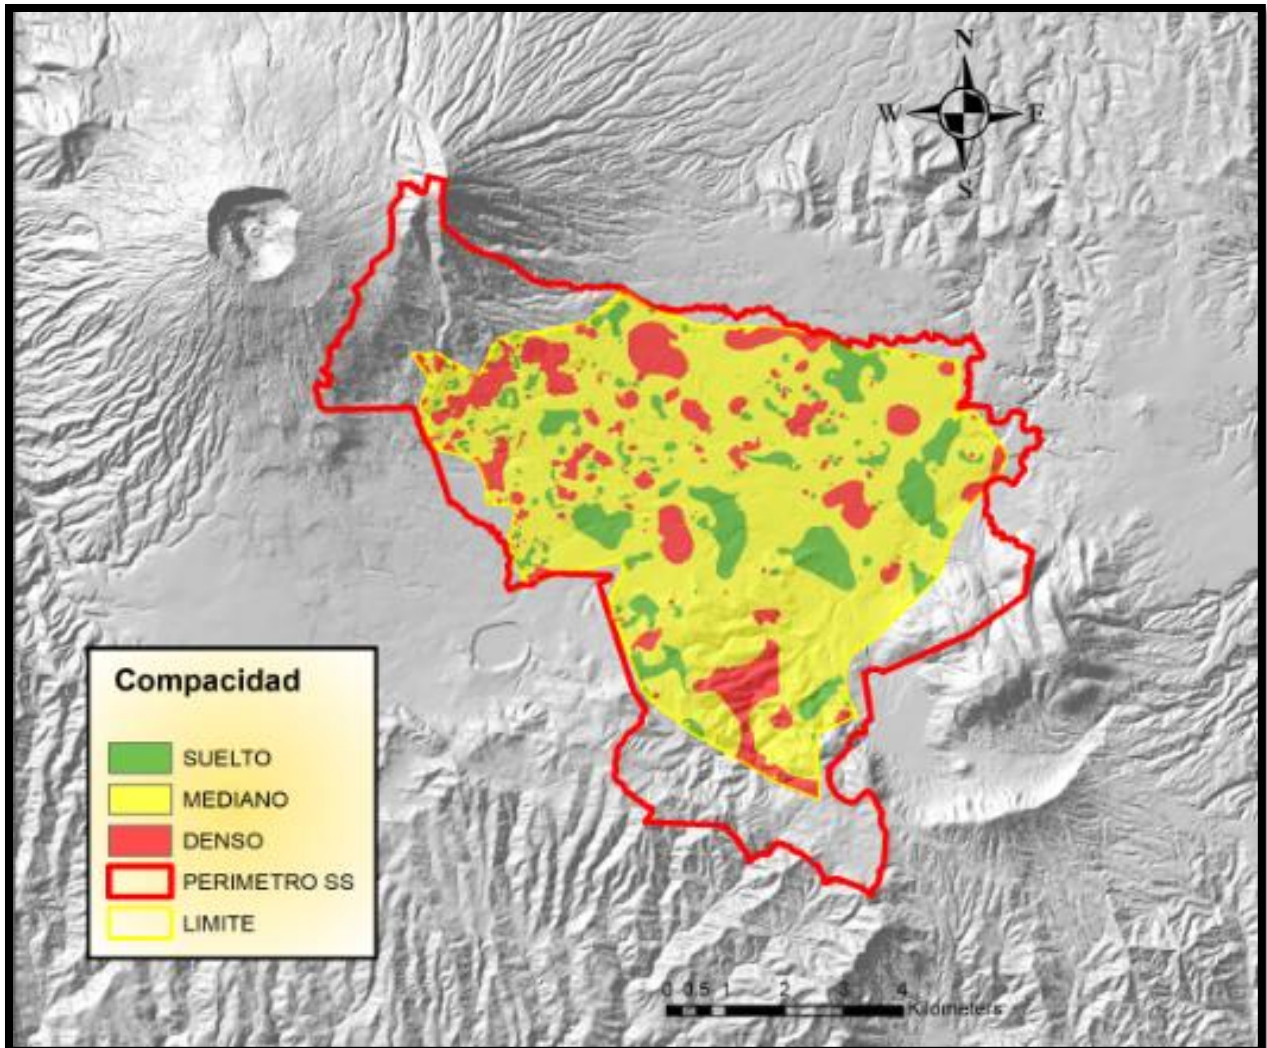 N
W E
S
Compacidad
SUELTO
MEDIANO
DENSO
PERIMETRO SS
LIMITE
0 0.5 1 2 3 4
Kilometers